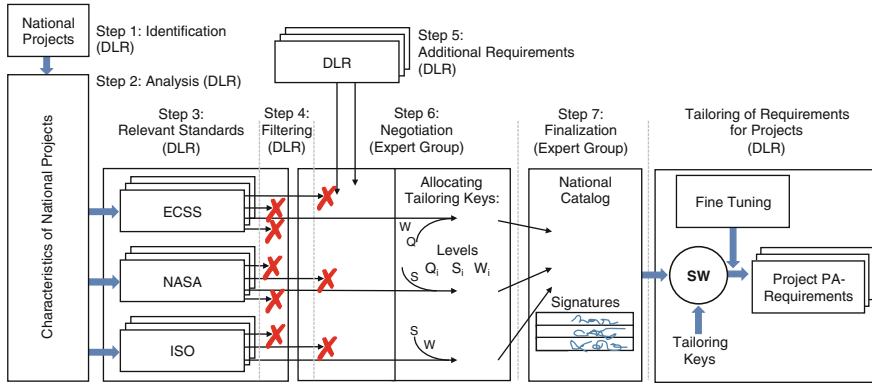 National
Projects
Step 1: Identification
(DLR)
Step 2: Analysis (DLR)
Characteristics of National Projects
Step 3:
Relevant Standards
(DLR)
Step 4:
Filtering
(DLR)
Step 5:
Additional Requirements
(DLR)
DLR
Step 6:
Negotiation
(Expert Group)
Step 7:
Finalization
(Expert Group)
Tailoring of Requirements
for Projects
(DLR)
ECSS
NASA
ISO
Allocating
Tailoring Keys:
W
Q
Levels
Qi Si Wi
S
S
W
National
Catalog
Signatures
Fine Tuning
SW
Project PA-
Requirements
Tailoring
Keys